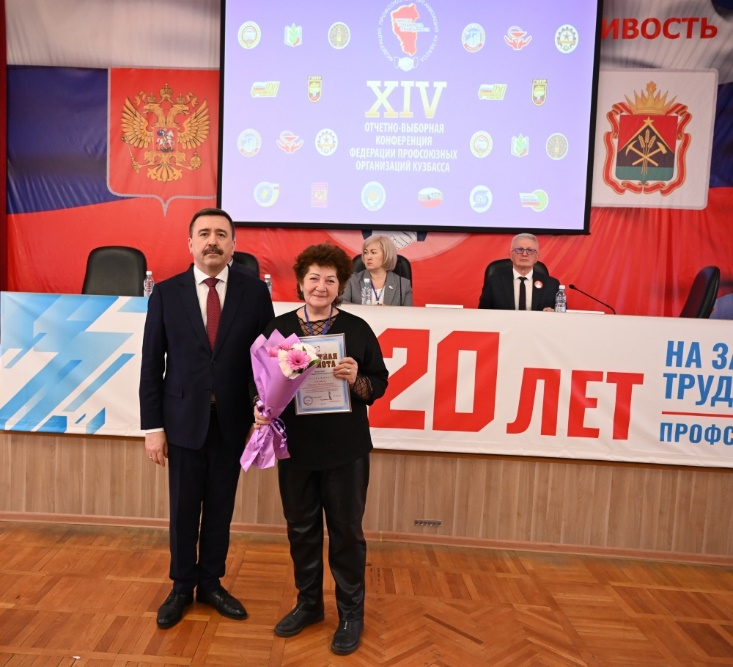 ИВОСТЬ
XIV
ОТЧЕТНО-ВЫБОРНАЯ
КОНФЕРЕНЦИЯ
ФЕДЕРАЦИИ ПРОФСОЮЗНЫХ
ОРГАНИЗАЦИЙ КУЗБАССА
20 ЛЕТ
НА ЗА
ТРУД
ПРОФС